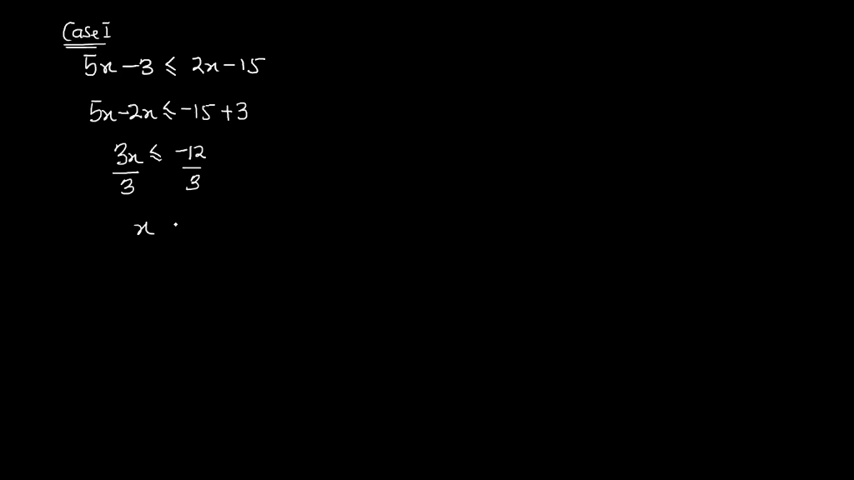 Case I
5x - 3 ⩽ 2x - 15
5x - 2x ⩽ -15 + 3
3x/3 ⩽ -12/3
x